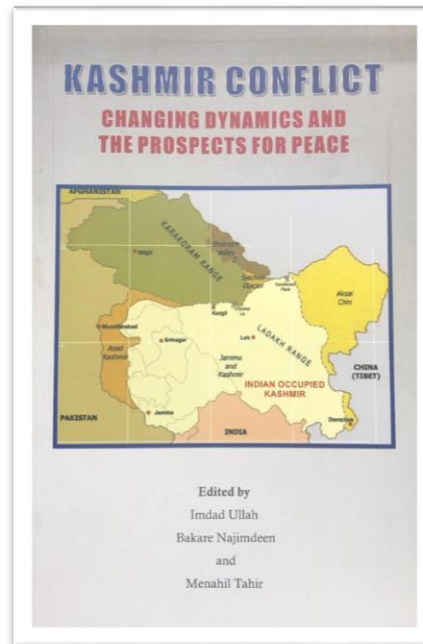 KASHMIR CONFLICT
CHANGING DYNAMICS AND
THE PROSPECTS FOR PEACE
AFGHANISTAN
KARAKORAM RANGE
Shaksgam
Valley
Siachen
Glacier
Aksai
Chin
Kargil
Muzaffarabad
Azad
Kashmir
Srinagar
Leh
LADAKH RANGE
Jammu
and
Kashmir
CHINA
(TIBET)
INDIAN OCCUPIED
KASHMIR
Jammu
Demchok
PAKISTAN
INDIA
Edited by
Imdad Ullah
Bakare Najimdeen
and
Menahil Tahir